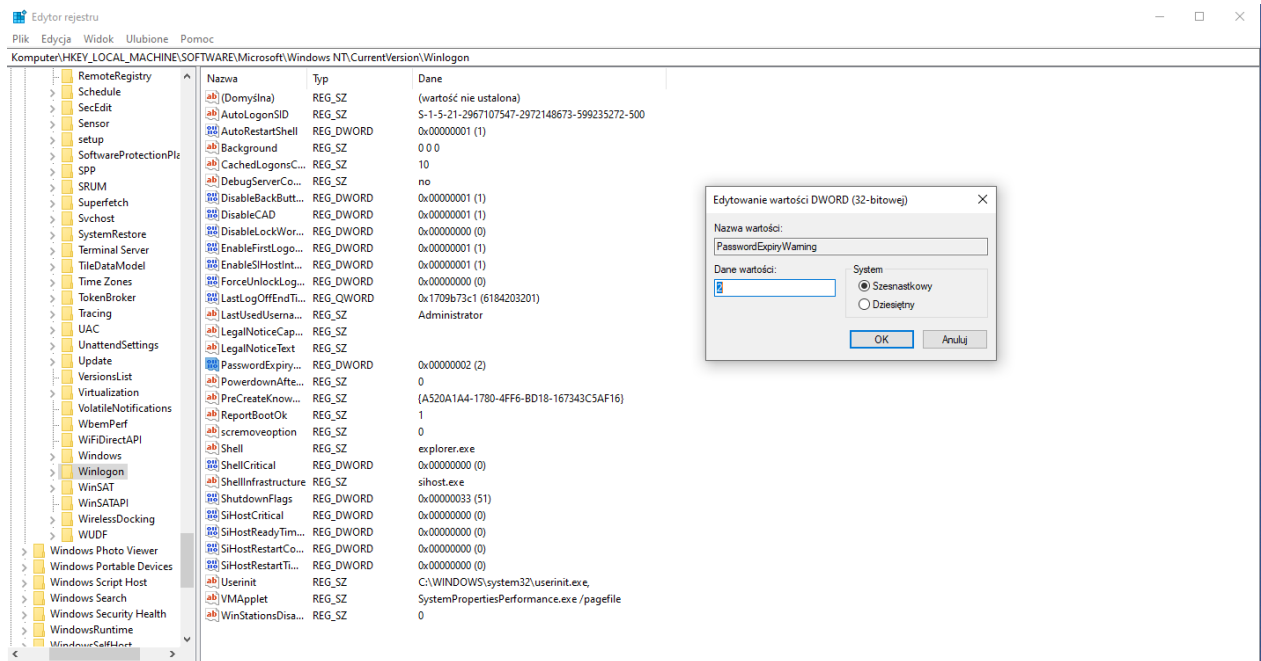 Edytor rejestru
Plik Edycja Widok Ulubione Pomoc
Komputer\HKEY_LOCAL_MACHINE\SOFTWARE\Microsoft\Windows NT\CurrentVersion\Winlogon
RemoteRegistry
Schedule
SecEdit
Sensor
setup
SoftwareProtectionPla
SPP
SRUM
Superfetch
Svchost
SystemRestore
Terminal Server
TileDataModel
Time Zones
TokenBroker
Tracing
UAC
UnattendSettings
Update
VersionsList
Virtualization
VolatileNotifications
WbemPerf
WiFiDirectAPI
Windows
Winlogon
WinSAT
WinSATAPI
WirelessDocking
WUDF
Windows Photo Viewer
Windows Portable Devices
Windows Script Host
Windows Search
Windows Security Health
WindowsRuntime
WindowsSelfHost
Nazwa Typ Dane
(Domyślna) REG_SZ (wartość nie ustalona)
AutoLogonSID REG_SZ S-1-5-21-2967107547-2972148673-599235272-500
AutoRestartShell REG_DWORD 0x00000001 (1)
Background REG_SZ 0 0 0
CachedLogonsC... REG_SZ 10
DebugServerCo... REG_SZ no
DisableBackButt... REG_DWORD 0x00000001 (1)
DisableCAD REG_DWORD 0x00000001 (1)
DisableLockWor... REG_DWORD 0x00000000 (0)
EnableFirstLogo... REG_DWORD 0x00000001 (1)
EnableSIHostInt... REG_DWORD 0x00000001 (1)
ForceUnlockLog... REG_DWORD 0x00000000 (0)
LastLogOffEndTi... REG_QWORD 0x1709b73c1 (6184203201)
LastUsedUserna... REG_SZ Administrator
LegalNoticeCap... REG_SZ
LegalNoticeText REG_SZ
PasswordExpiry... REG_DWORD 0x00000002 (2)
PowerdownAfte... REG_SZ 0
PreCreateKnow... REG_SZ {A520A1A4-1780-4FF6-BD18-167343C5AF16}
ReportBootOk REG_SZ 1
scremoveoption REG_SZ 0
Shell REG_SZ explorer.exe
ShellCritical REG_DWORD 0x00000000 (0)
ShellInfrastructure REG_SZ sihost.exe
ShutdownFlags REG_DWORD 0x00000033 (51)
SiHostCritical REG_DWORD 0x00000000 (0)
SiHostReadyTim... REG_DWORD 0x00000000 (0)
SiHostRestartCo... REG_DWORD 0x00000000 (0)
SiHostRestartTi... REG_DWORD 0x00000000 (0)
Userinit REG_SZ C:\WINDOWS\system32\userinit.exe,
VMApplet REG_SZ SystemPropertiesPerformance.exe /pagefile
WinStationsDisa... REG_SZ 0
Edytowanie wartości DWORD (32-bitowej)
Nazwa wartości:
PasswordExpiryWarning
Dane wartości: System
2 Szesnastkowy
Dziesiętny
OK Anuluj